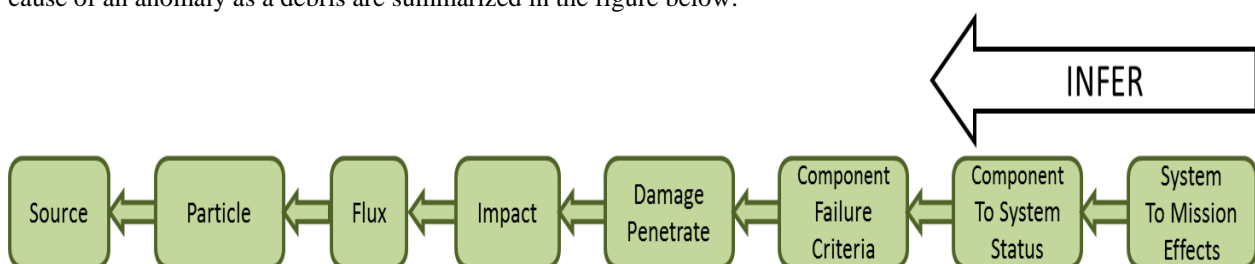 cause of an anomaly as a debris are summarized in the figure below:
INFER
Source
Particle
Flux
Impact
Damage
Penetrate
Component
Failure
Criteria
Component
To System
Status
System
To Mission
Effects